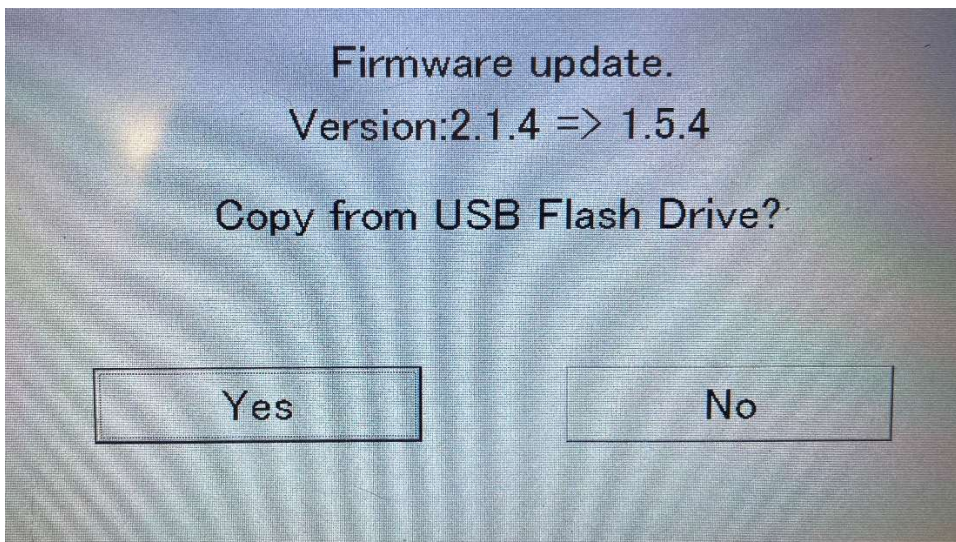 Firmware update.
Version:2.1.4 => 1.5.4
Copy from USB Flash Drive?
Yes
No